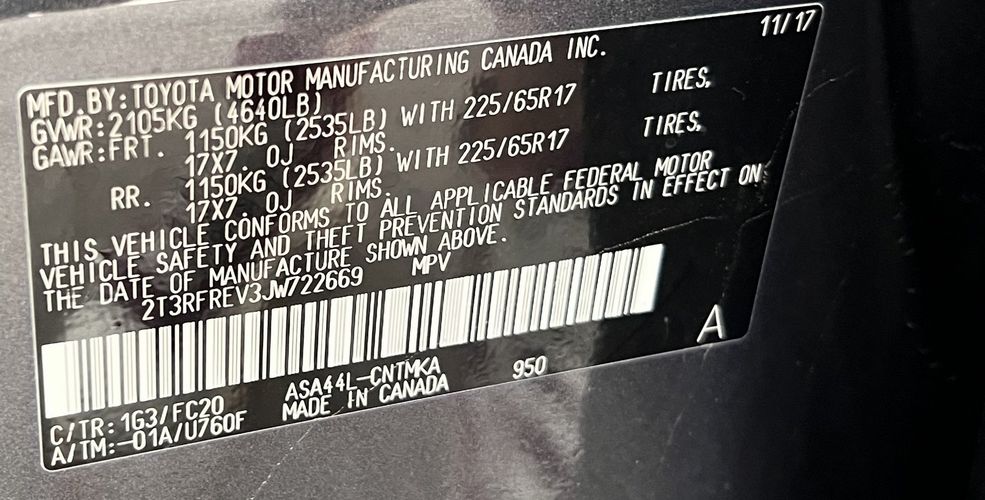 11/17
MFD.BY:TOYOTA MOTOR MANUFACTURING CANADA INC.
GVWR:2105KG (4640LB)
GAWR:FRT. 1150KG (2535LB) WITH 225/65R17 TIRES,
17X7. 0J RIMS.
RR. 1150KG (2535LB) WITH 225/65R17 TIRES,
17X7. 0J RIMS.
THIS VEHICLE CONFORMS TO ALL APPLICABLE FEDERAL MOTOR
VEHICLE SAFETY AND THEFT PREVENTION STANDARDS IN EFFECT ON
THE DATE OF MANUFACTURE SHOWN ABOVE.
2T3RFREV3JW722669 MPV
A
ASA44L-CNTMKA 950
C/TR:1G3/FC20 MADE IN CANADA
A/TM:-01A/U760F